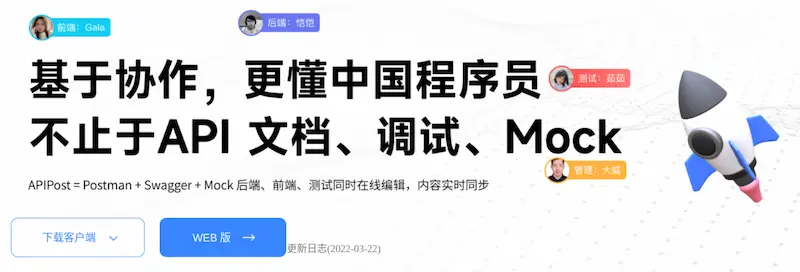 前端：Gala
后端：恺恺
基于协作，更懂中国程序员
测试：茹茹
不止于API 文档、调试、Mock
管理：大威
APIPost = Postman + Swagger + Mock 后端、前端、测试同时在线编辑，内容实时同步
下载客户端
WEB 版
更新日志(2022-03-22)